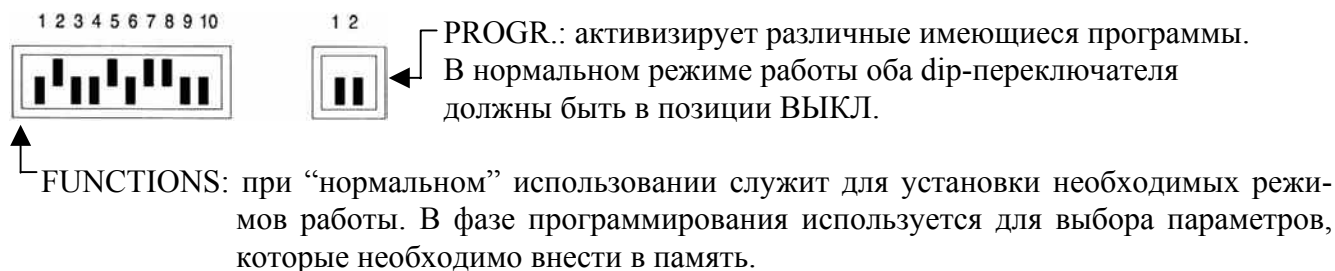 1 2 3 4 5 6 7 8 9 10
1 2
PROGR.: активизирует различные имеющиеся программы.
В нормальном режиме работы оба dip-переключателя
должны быть в позиции ВЫКЛ.
FUNCTIONS: при “нормальном” использовании служит для установки необходимых режи-
мов работы. В фазе программирования используется для выбора параметров,
которые необходимо внести в память.